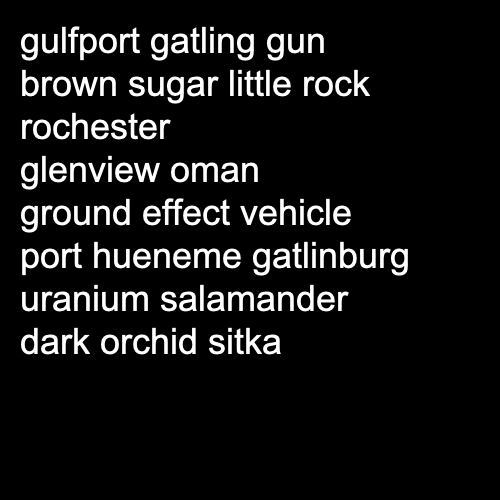 gulfport gatling gun
brown sugar little rock
rochester
glenview oman
ground effect vehicle
port hueneme gatlinburg
uranium salamander
dark orchid sitka